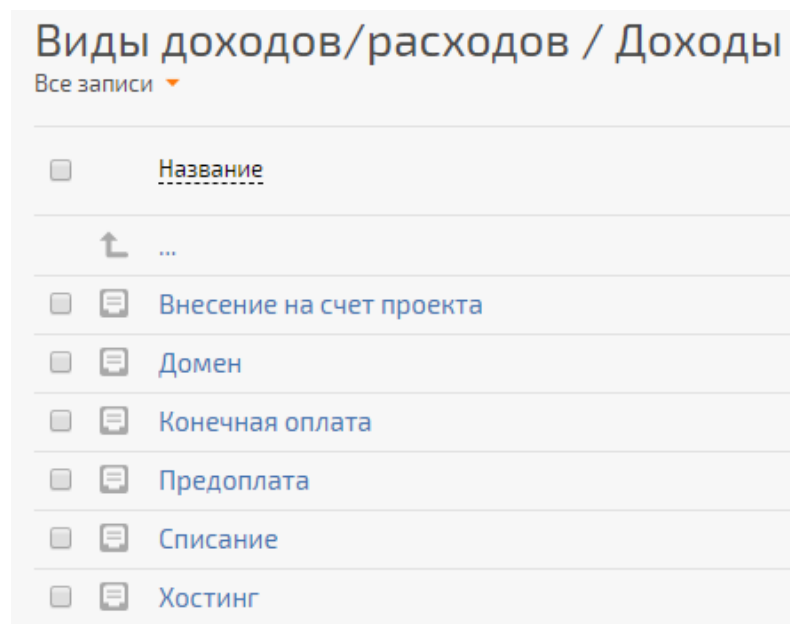 Виды доходов/расходов / Доходы
Все записи
Название
...
Внесение на счет проекта
Домен
Конечная оплата
Предоплата
Списание
Хостинг